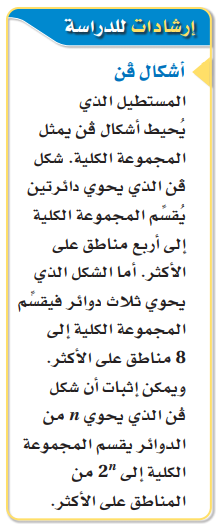 إرشادات للدراسة
أشكال ڤن
المستطيل الذي
يُحيط أشكال ڤن يمثل
المجموعة الكلية. شكل
ڤن الذي يحوي دائرتين
يُقسِّم المجموعة الكلية
إلى أربع مناطق على
الأكثر. أما الشكل الذي
يحوي ثلاث دوائر فيقسِّم
المجموعة الكلية إلى
8 مناطق على الأكثر.
ويمكن إثبات أن شكل
ڤن الذي يحوي n من
الدوائر يقسم المجموعة
الكلية إلى 2ⁿ من
المناطق على الأكثر.